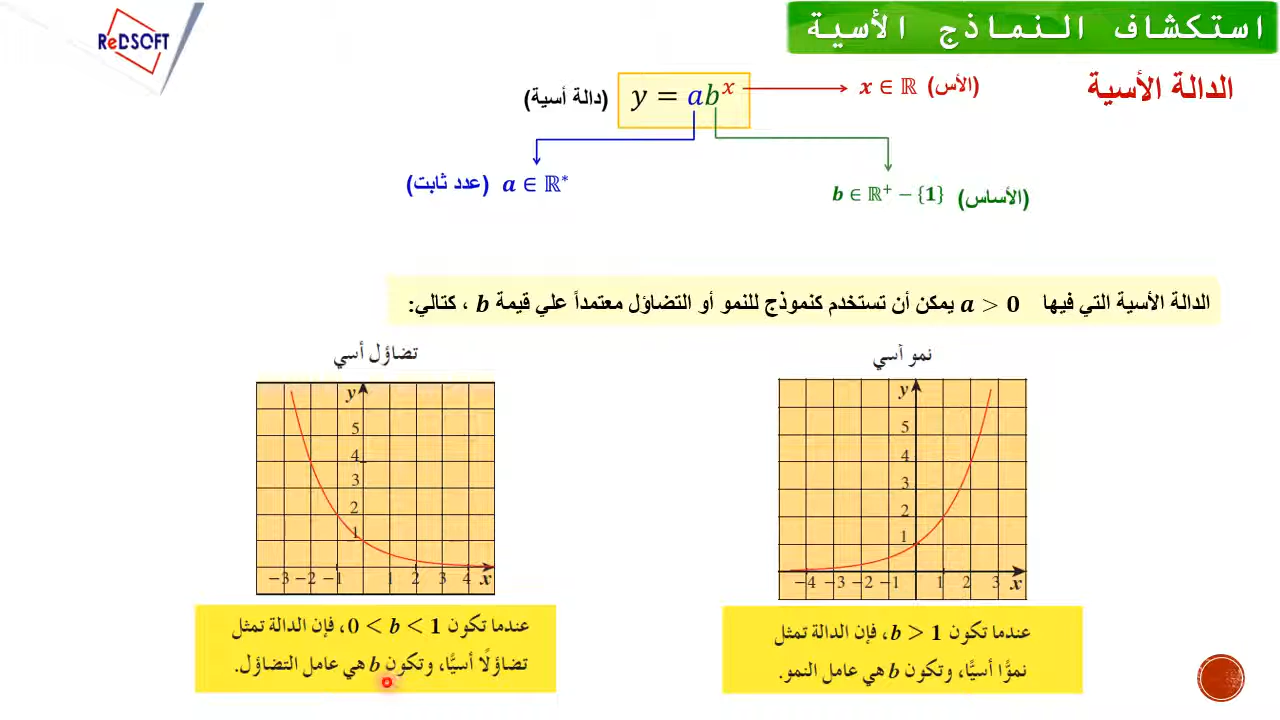 ReDSOFT
استكشاف النماذج الأسية
الدالة الأسية
(دالة أسية) y = ab^x
x ∈ ℝ (الأس)
a ∈ ℝ* (عدد ثابت)
b ∈ ℝ⁺ − {1} (الأساس)
الدالة الأسية التي فيها a > 0 يمكن أن تستخدم كنموذج للنمو أو التضاؤل معتمداً علي قيمة b ، كتالي:
نمو آسي
y
5
4
3
2
1
−4 −3 −2 −1 1 2 3 x
عندما تكون b > 1، فإن الدالة تمثل
نموًّا أسيًّا، وتكون b هي عامل النمو.
تضاؤل أسي
y
5
4
3
2
1
−3 −2 −1 1 2 3 4 x
عندما تكون 0 < b < 1، فإن الدالة تمثل
تضاؤلًا أسيًّا، وتكون b هي عامل التضاؤل.